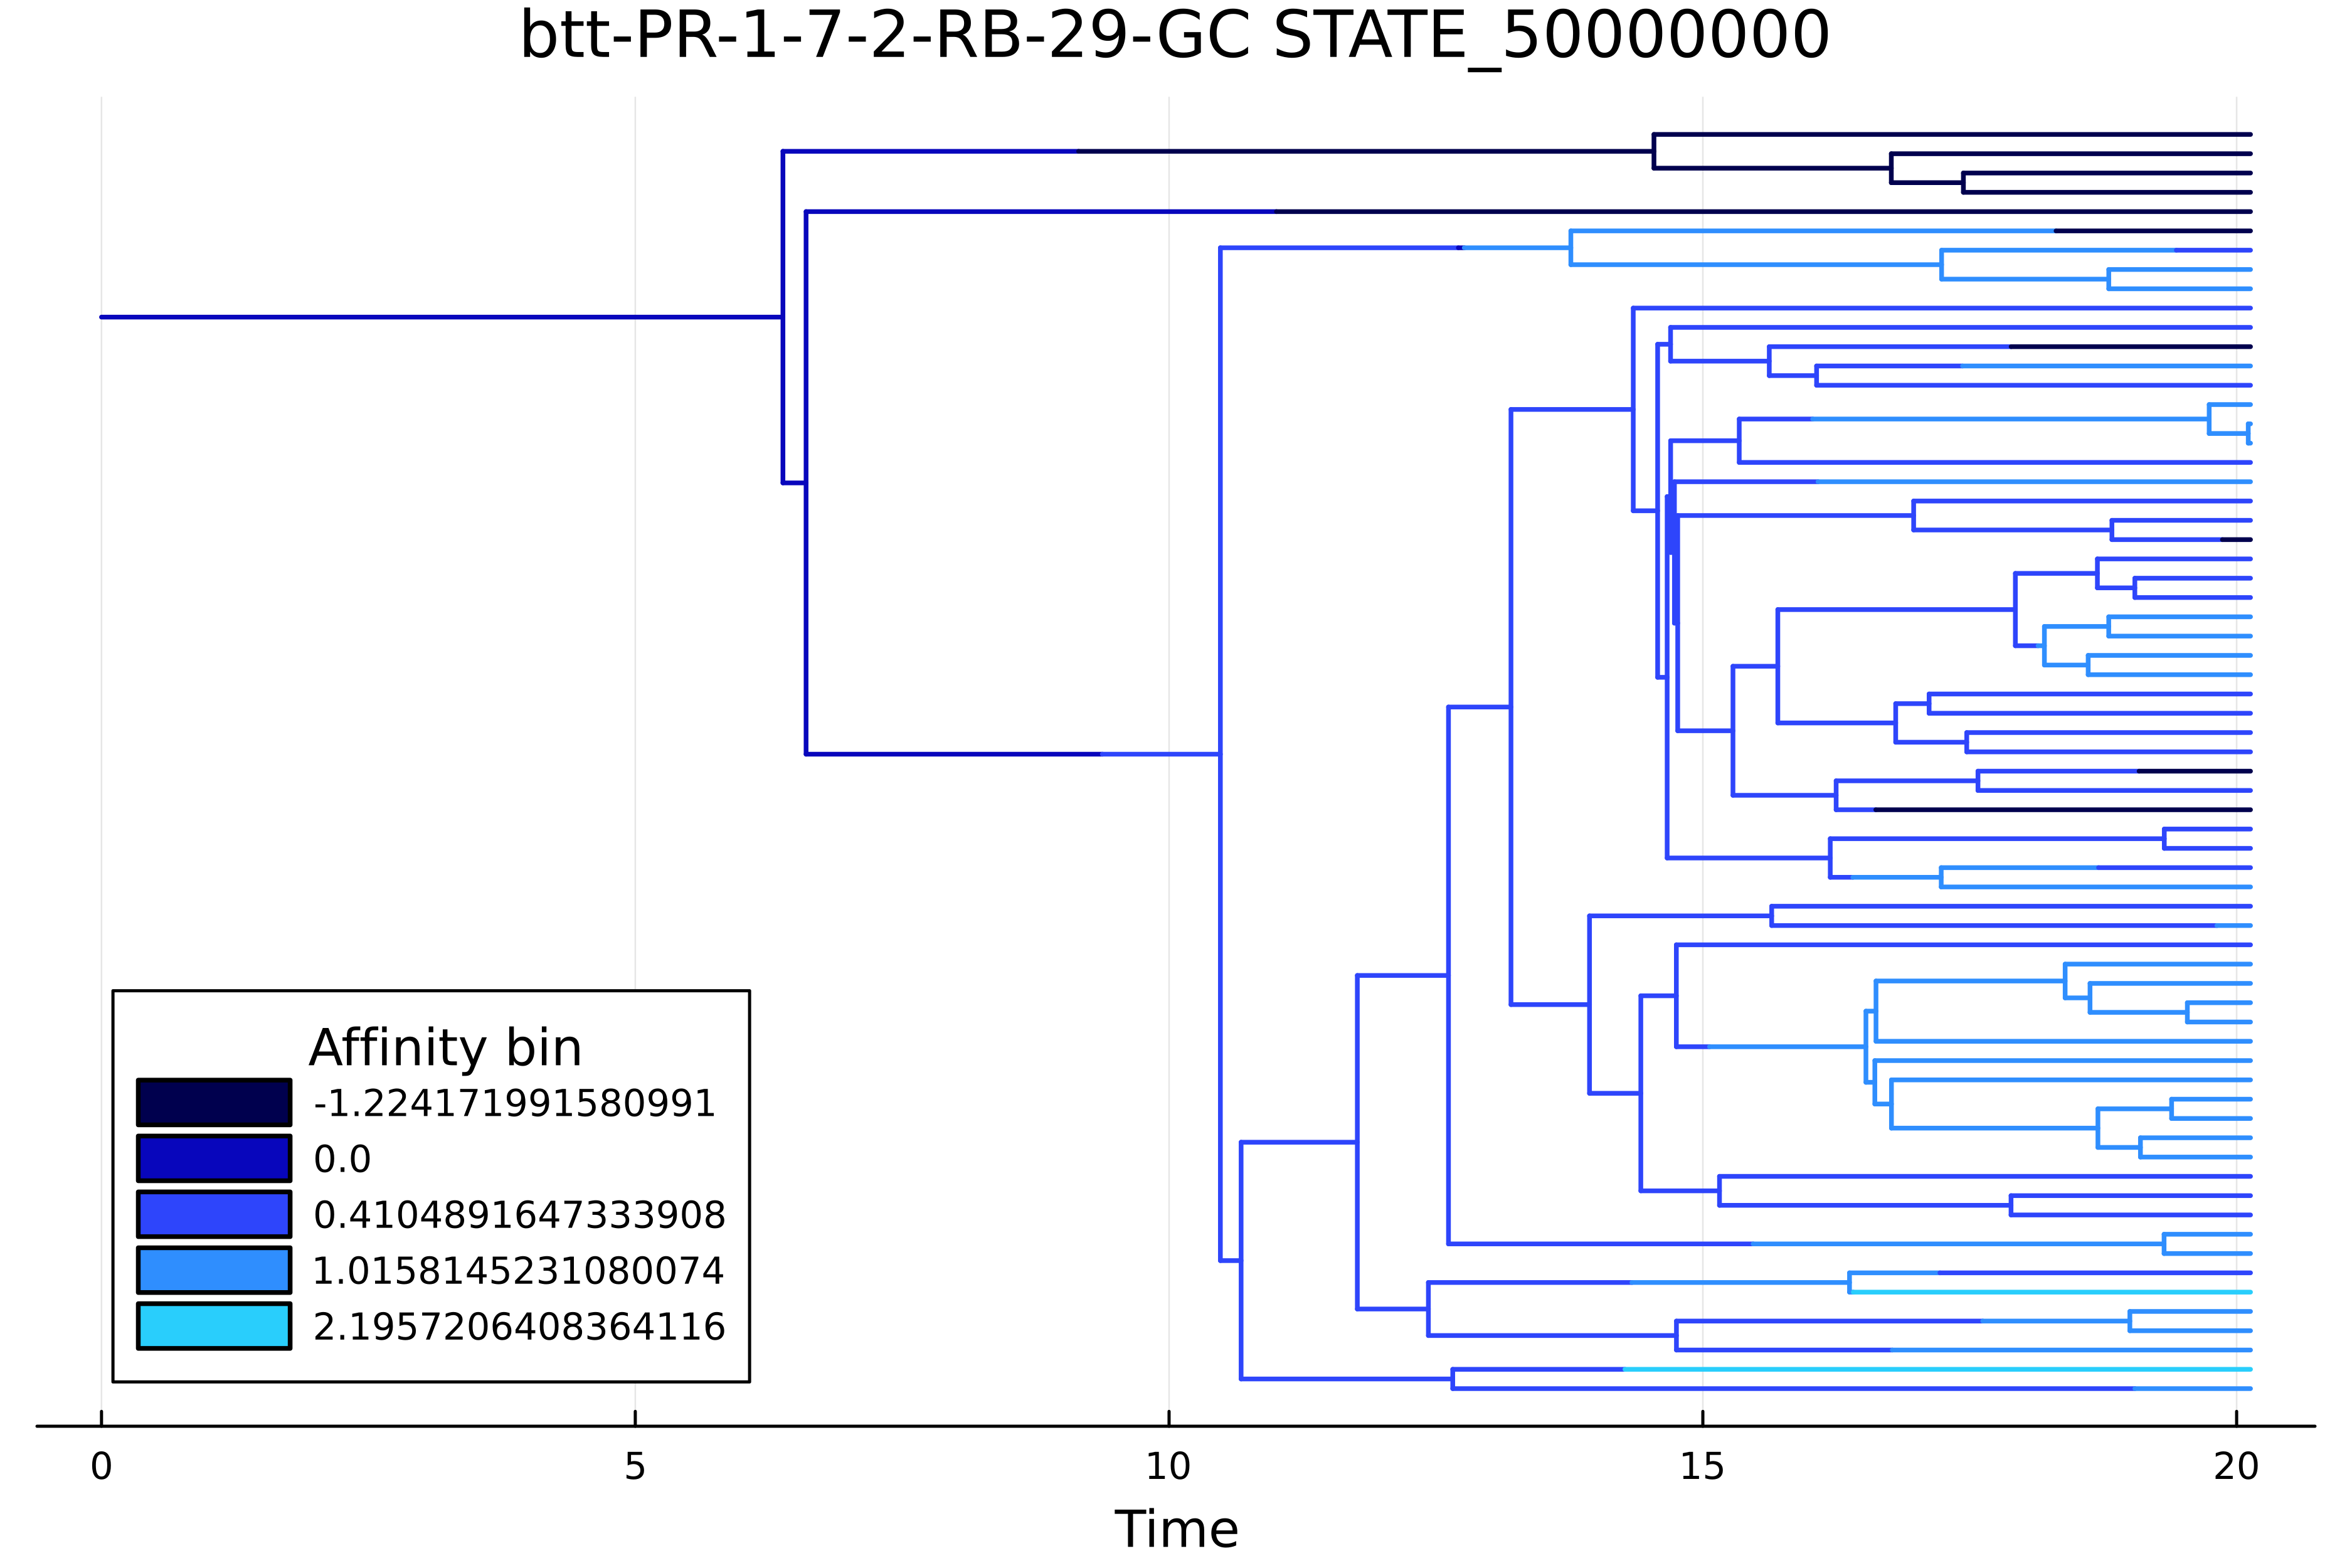 btt-PR-1-7-2-RB-29-GC STATE_50000000
Affinity bin
-1.224171991580991
0.0
0.4104891647333908
1.0158145231080074
2.1957206408364116
0 5 10 15 20
Time